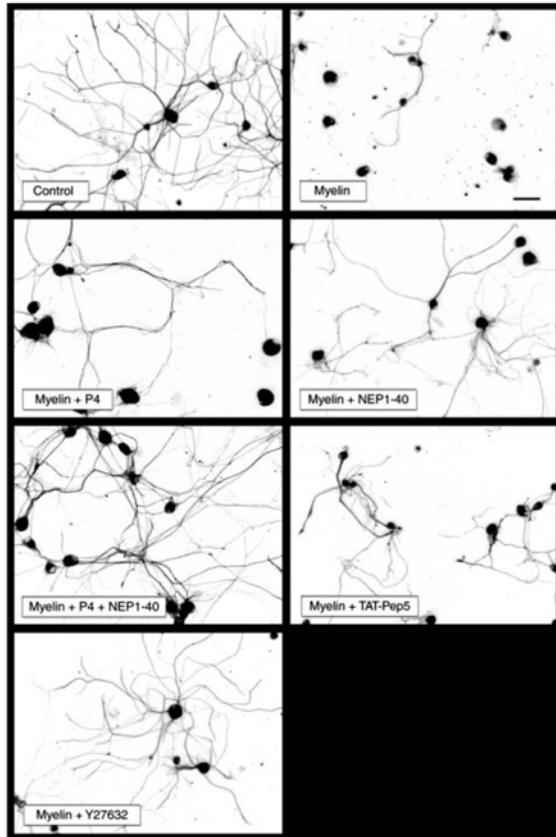 Control
Myelin
Myelin + P4
Myelin + NEP1-40
Myelin + P4 + NEP1-40
Myelin + TAT-Pep5
Myelin + Y27632